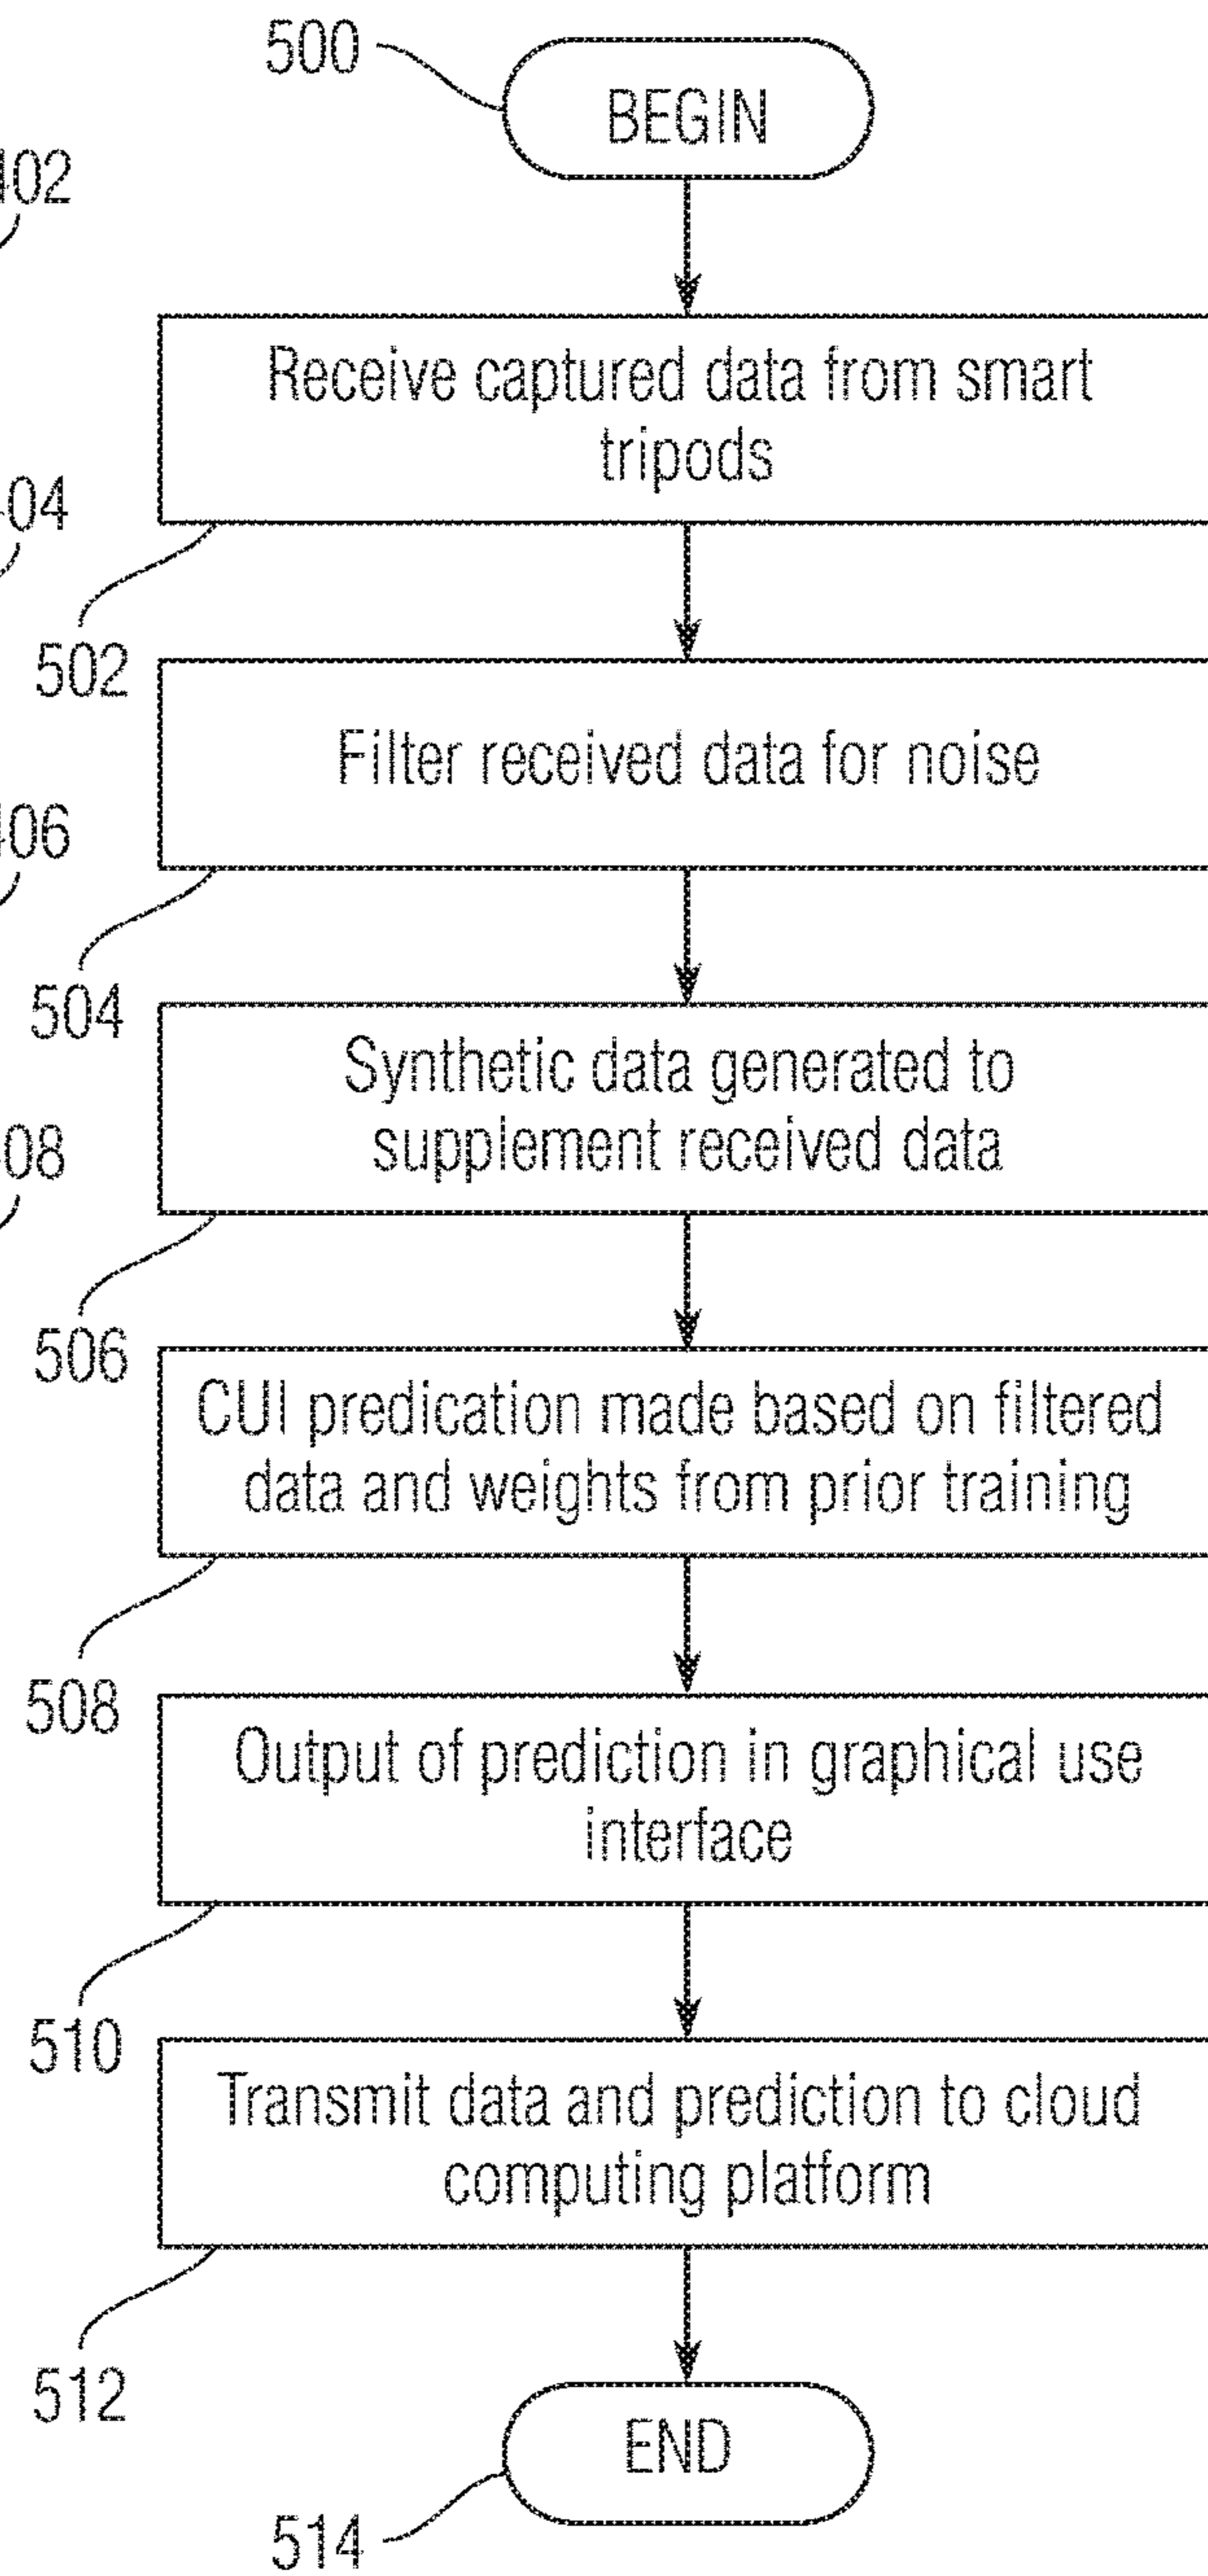 500
BEGIN
402
Receive captured data from smart
tripods
04
502
Filter received data for noise
406
504
Synthetic data generated to
supplement received data
08
506
CUI predication made based on filtered
data and weights from prior training
508
Output of prediction in graphical use
interface
510
Transmit data and prediction to cloud
computing platform
512
END
514